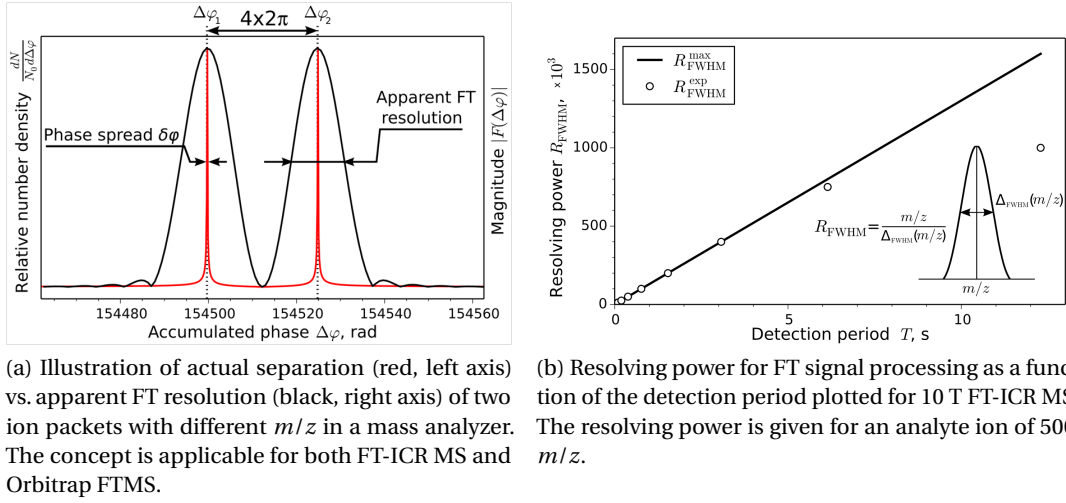 Δφ₁ Δφ₂
4x2π
Relative number density dN/N₀dΔφ
Phase spread δφ
Apparent FT
resolution
Magnitude |F(Δφ)|
154480 154500 154520 154540 154560
Accumulated phase Δφ, rad
(a) Illustration of actual separation (red, left axis)
vs. apparent FT resolution (black, right axis) of two
ion packets with different m/z in a mass analyzer.
The concept is applicable for both FT-ICR MS and
Orbitrap FTMS.
Resolving power R_FWHM, ×10³
1500
1000
500
0
R^max_FWHM
R^exp_FWHM
R_FWHM = m/z / Δ_FWHM(m/z)
Δ_FWHM(m/z)
m/z
0 5 10
Detection period T, s
(b) Resolving power for FT signal processing as a func
tion of the detection period plotted for 10 T FT-ICR MS
The resolving power is given for an analyte ion of 500
m/z.